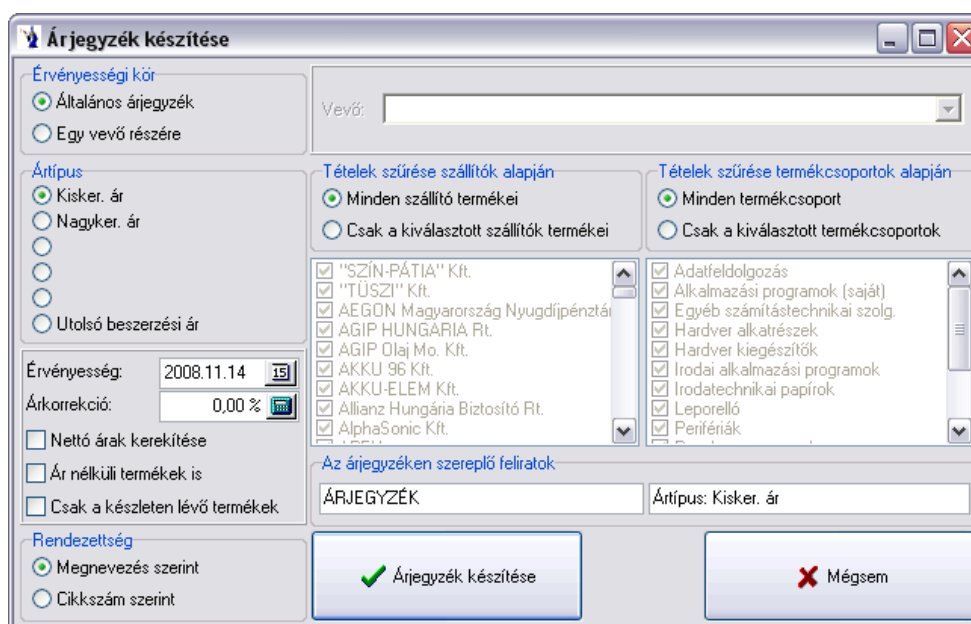 Árjegyzék készítése
Érvényességi kör
Általános árjegyzék
Egy vevő részére
Vevő:
Ártípus
Kisker. ár
Nagyker. ár
Utolsó beszerzési ár
Tételek szűrése szállítók alapján
Minden szállító termékei
Csak a kiválasztott szállítók termékei
Tételek szűrése termékcsoportok alapján
Minden termékcsoport
Csak a kiválasztott termékcsoportok
"SZÍN-PÁTIA" Kft.
"TÜSZI" Kft.
AEGON Magyarország Nyugdíjpénztár
AGIP HUNGARIA Rt.
AGIP Olaj Mo. Kft.
AKKU 96 Kft.
AKKU-ELEM Kft.
Allianz Hungária Biztosító Rt.
AlphaSonic Kft.
Adatfeldolgozás
Alkalmazási programok (saját)
Egyéb számítástechnikai szolg.
Hardver alkatrészek
Hardver kiegészítők
Irodai alkalmazási programok
Irodatechnikai papírok
Leporelló
Perifériák
Érvényesség: 2008.11.14 15
Árkorrekció: 0,00 %
Nettó árak kerekítése
Ár nélküli termékek is
Csak a készleten lévő termékek
Az árjegyzéken szereplő feliratok
ÁRJEGYZÉK
Ártípus: Kisker. ár
Rendezettség
Megnevezés szerint
Cikkszám szerint
Árjegyzék készítése
Mégsem